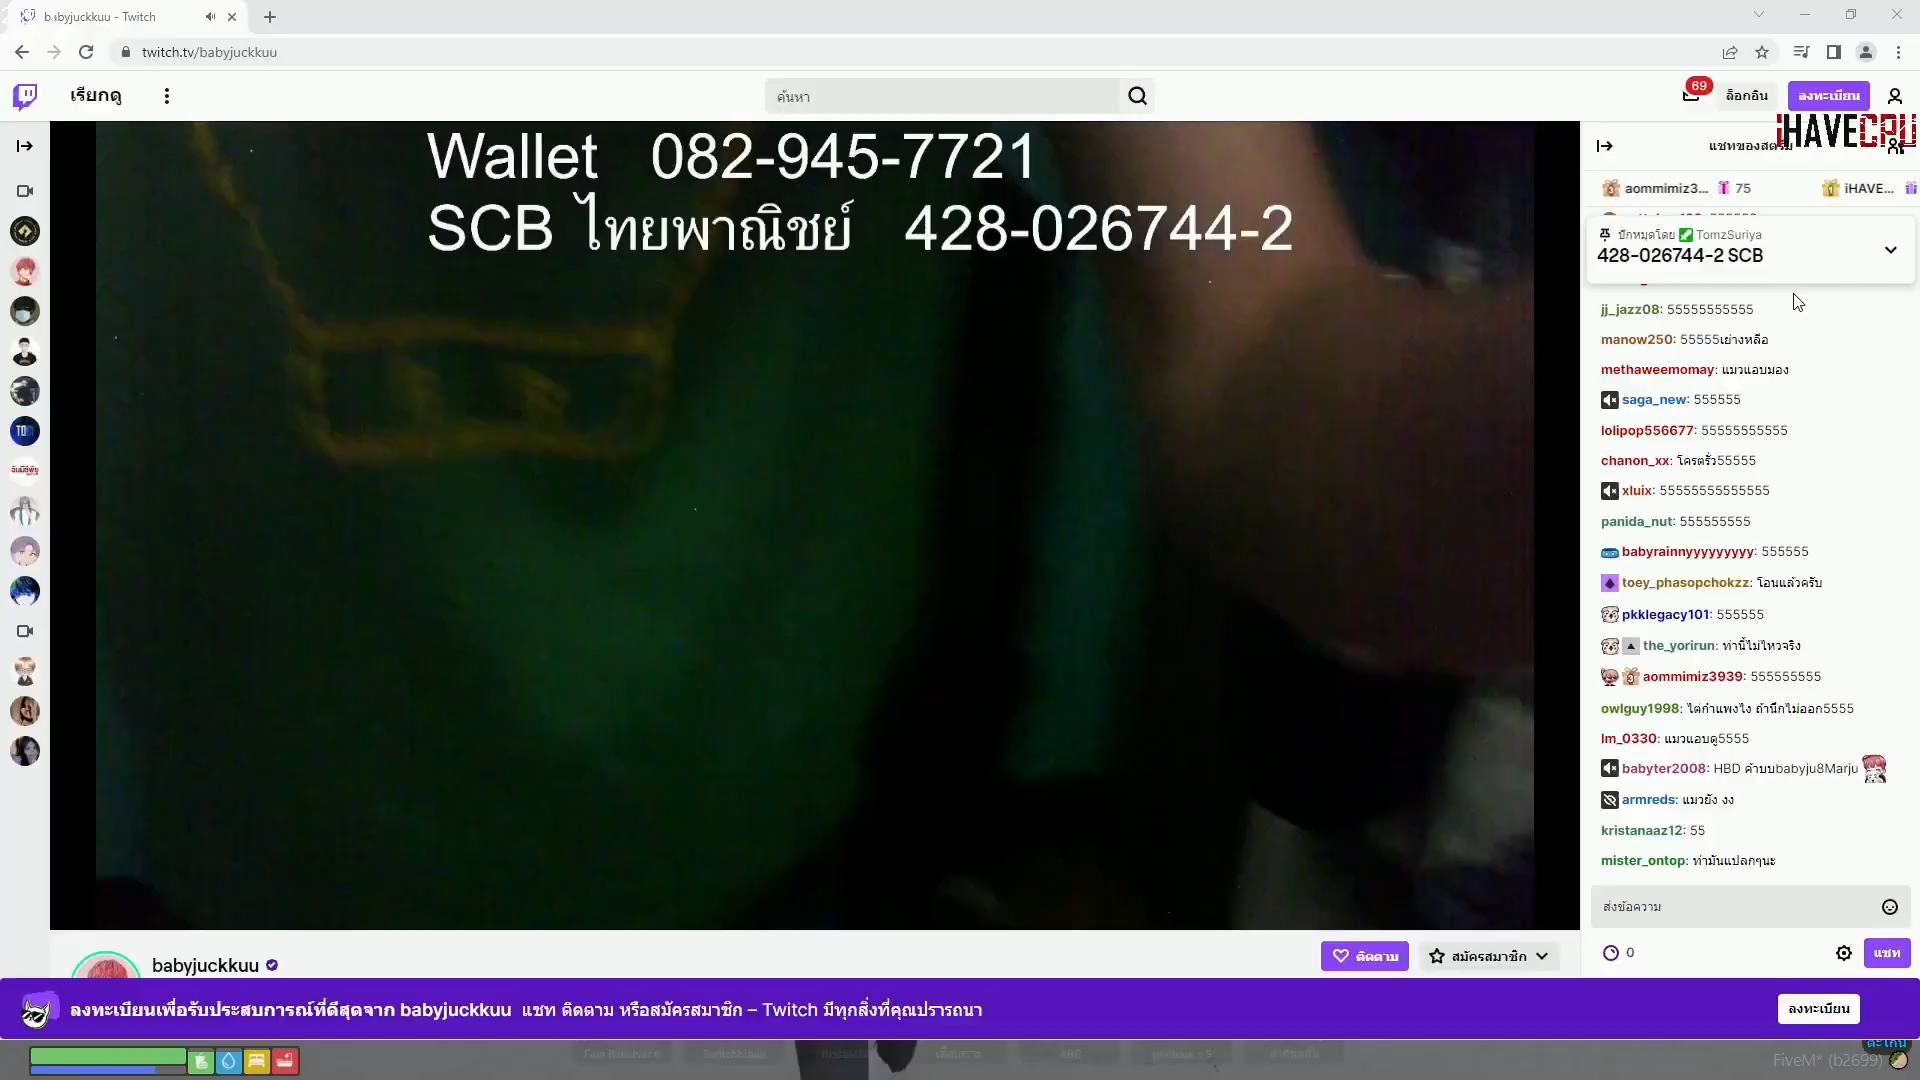 babyjuckkuu - Twitch
twitch.tv/babyjuckkuu
เรียกดู
ค้นหา
69
ล็อกอิน
ลงทะเบียน
iHAVECPU
แชทของสตรีม
aommimiz3... 75
iHAVE...
Wallet 082-945-7721
SCB ไทยพาณิชย์ 428-026744-2
ปักหมุดโดย TomzSuriya
428-026744-2 SCB
jj_jazz08: 55555555555
manow250: 55555เย่างหลือ
methaweemomay: แมวแอบมอง
saga_new: 555555
lolipop556677: 55555555555
chanon_xx: โครตรั่ว55555
xluix: 55555555555555
panida_nut: 555555555
babyrainnyyyyyyyyy: 555555
toey_phasopchokzz: โอนแล้วครับ
pkklegacy101: 555555
the_yorirun: ท่านี้ไม่ไหวจริง
aommimiz3939: 555555555
owlguy1998: ไต่กำแพงไง ถ้านึกไม่ออก5555
lm_0330: แมวแอบดู5555
babyter2008: HBD ค้าบบbabyju8Marju
armreds: แมวยัง งง
kristanaaz12: 55
mister_ontop: ท่ามันแปลกๆนะ
ส่งข้อความ
0
แชท
babyjuckkuu
ติดตาม
สมัครสมาชิก
ลงทะเบียนเพื่อรับประสบการณ์ที่ดีสุดจาก babyjuckkuu แชท ติดตาม หรือสมัครสมาชิก – Twitch มีทุกสิ่งที่คุณปรารถนา
ลงทะเบียน
FiveM* (b2699)